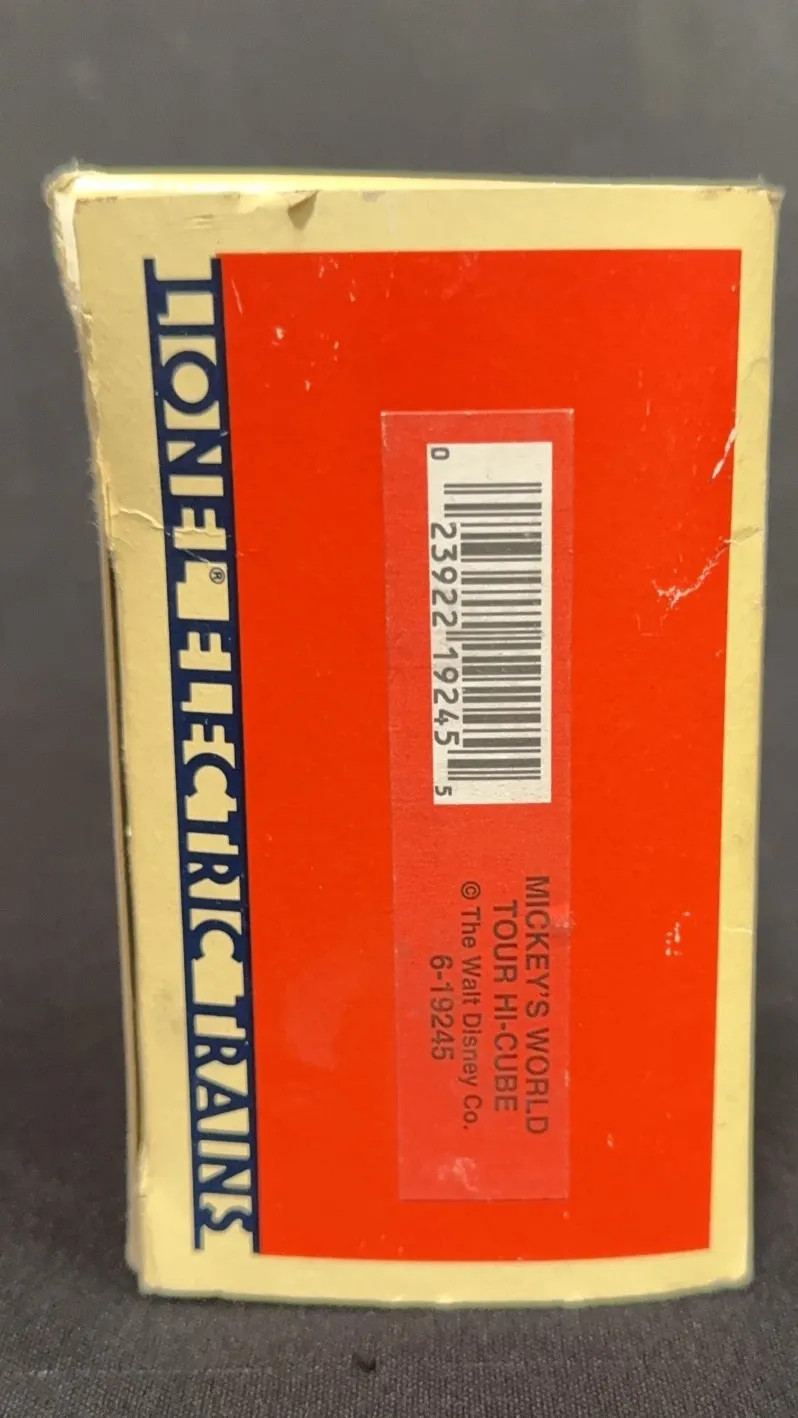 LIONEL® ELECTRIC TRAINS
0 23922 19245 5
MICKEY'S WORLD
TOUR HI-CUBE
© The Walt Disney Co.
6-19245